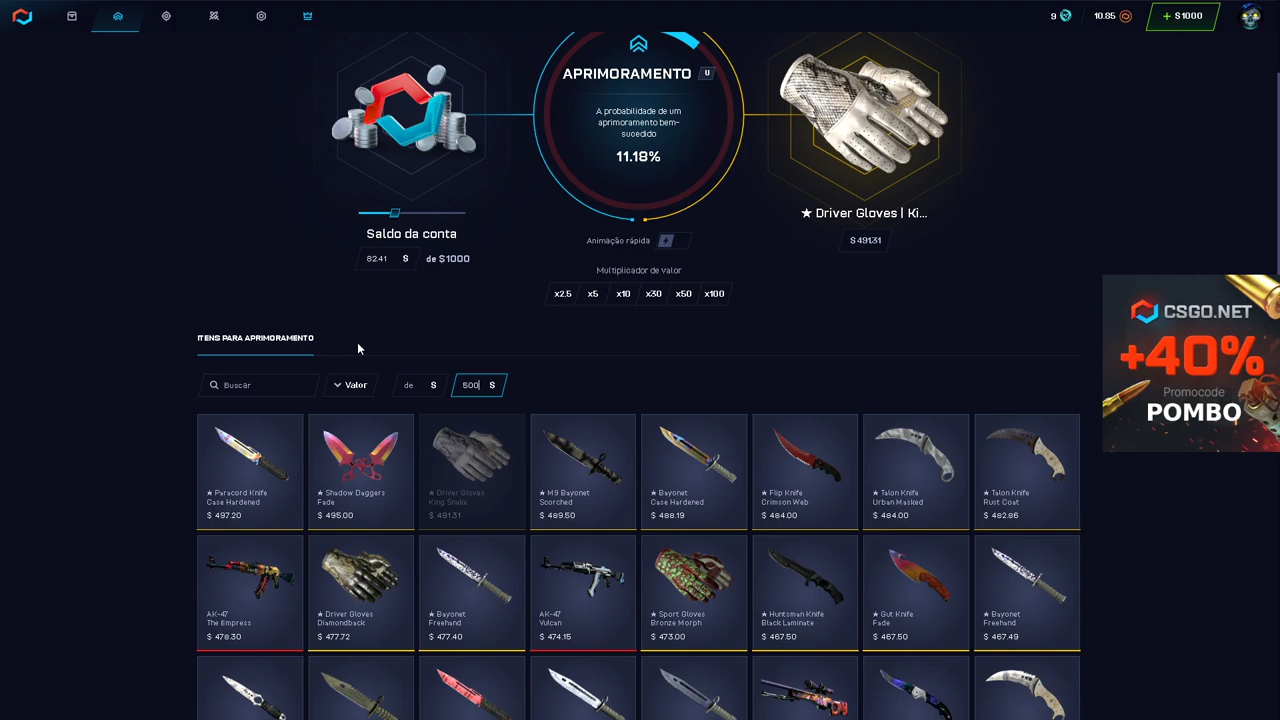 9
10.85
+ $1000
APRIMORAMENTO U
A probabilidade de um
aprimoramento bem-
sucedido
11.18%
★ Driver Gloves | Ki...
$491.31
Saldo da conta
82.41 $ de $1000
Animação rápida
Multiplicador de valor
x2.5 x5 x10 x30 x50 x100
CSGO.NET
+40%
Promocode
POMBO
ITENS PARA APRIMORAMENTO
Buscar
Valor
de $
500 $
★ Paracord Knife
Case Hardened
$ 497.20
★ Shadow Daggers
Fade
$ 495.00
★ Driver Gloves
King Snake
$ 491.31
★ M9 Bayonet
Scorched
$ 489.50
★ Bayonet
Case Hardened
$ 488.19
★ Flip Knife
Crimson Web
$ 484.00
★ Talon Knife
Urban Masked
$ 484.00
★ Talon Knife
Rust Coat
$ 482.86
AK-47
The Empress
$ 478.30
★ Driver Gloves
Diamondback
$ 477.72
★ Bayonet
Freehand
$ 477.40
AK-47
Vulcan
$ 474.15
★ Sport Gloves
Bronze Morph
$ 473.00
★ Huntsman Knife
Black Laminate
$ 467.50
★ Gut Knife
Fade
$ 467.50
★ Bayonet
Freehand
$ 467.49